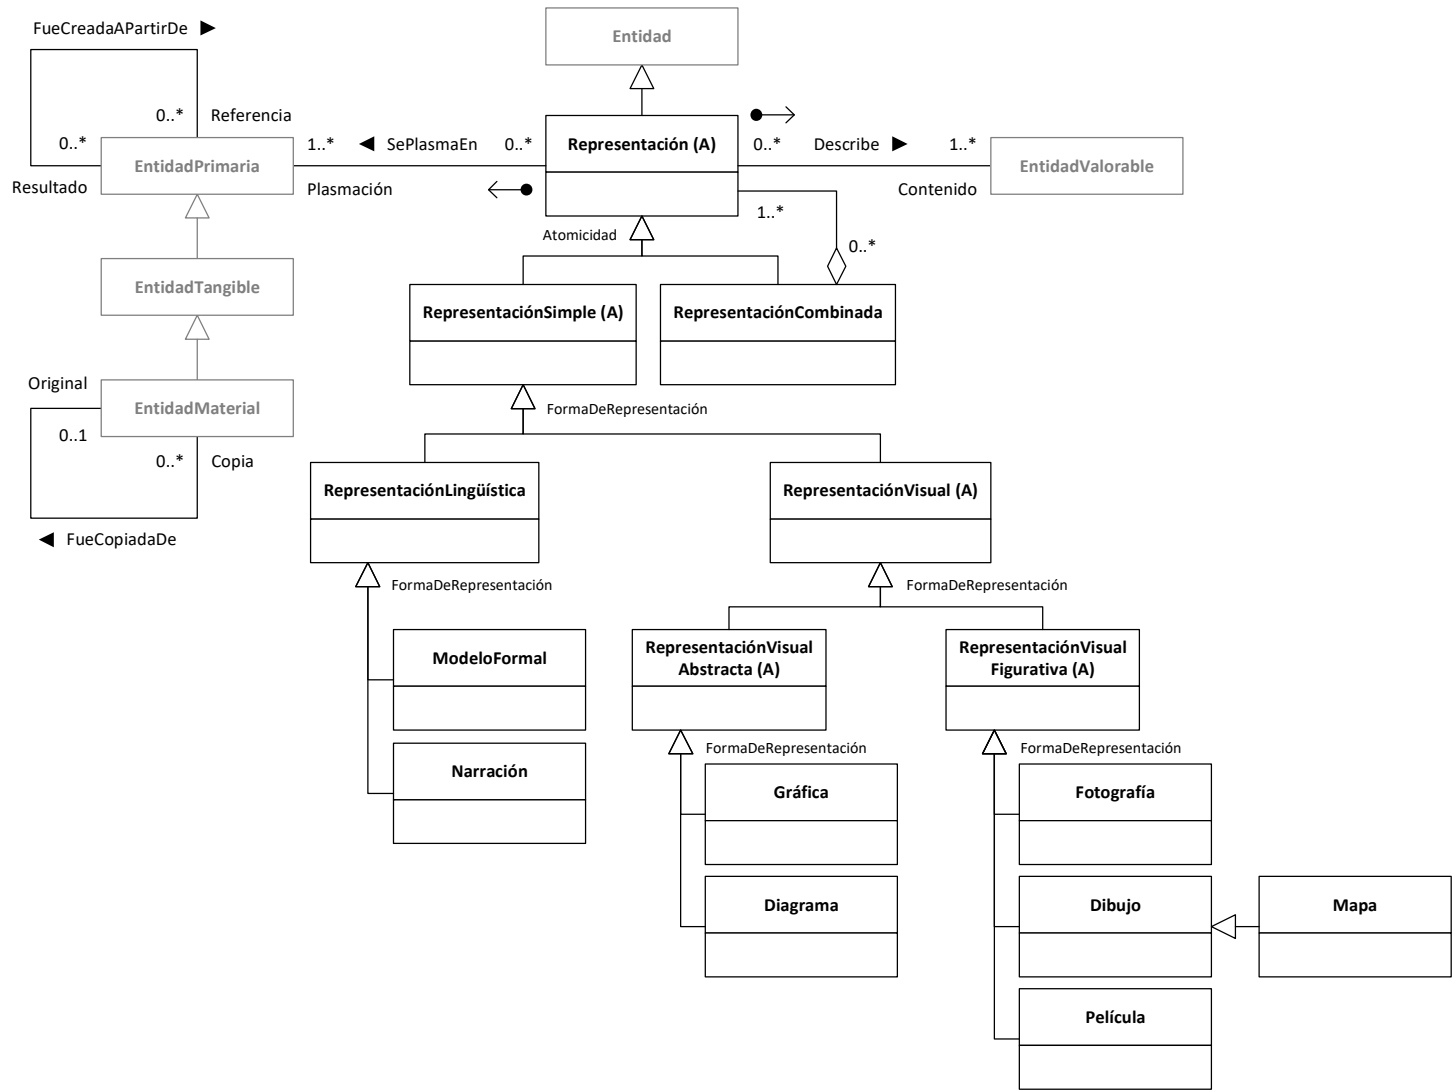 FueCreadaAPartirDe ►
Entidad
0..* Referencia
0..*
EntidadPrimaria
Resultado
1..* ◄ SePlasmaEn 0..*
Plasmación
Representación (A)
0..* Describe ► 1..*
Contenido
EntidadValorable
1..*
0..*
Atomicidad
EntidadTangible
RepresentaciónSimple (A)
RepresentaciónCombinada
Original
EntidadMaterial
0..1
0..* Copia
◄ FueCopiadaDe
FormaDeRepresentación
RepresentaciónLingüística
RepresentaciónVisual (A)
FormaDeRepresentación
FormaDeRepresentación
ModeloFormal
Narración
RepresentaciónVisual
Abstracta (A)
RepresentaciónVisual
Figurativa (A)
FormaDeRepresentación
FormaDeRepresentación
Gráfica
Fotografía
Diagrama
Dibujo
Mapa
Película